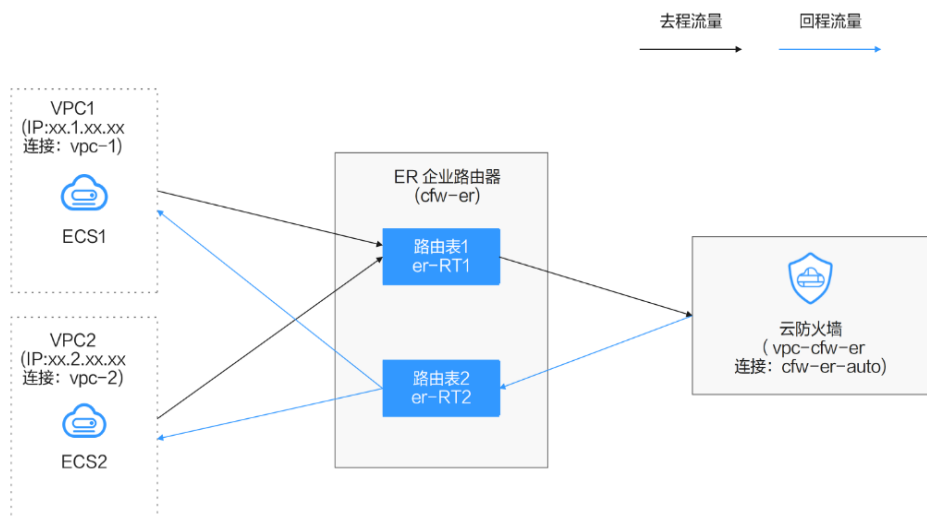 去程流量
回程流量
VPC1
(IP:xx.1.xx.xx
连接：vpc-1)
ECS1
VPC2
(IP:xx.2.xx.xx
连接：vpc-2)
ECS2
ER 企业路由器
(cfw-er)
路由表1
er-RT1
路由表2
er-RT2
云防火墙
( vpc-cfw-er
连接：cfw-er-auto)